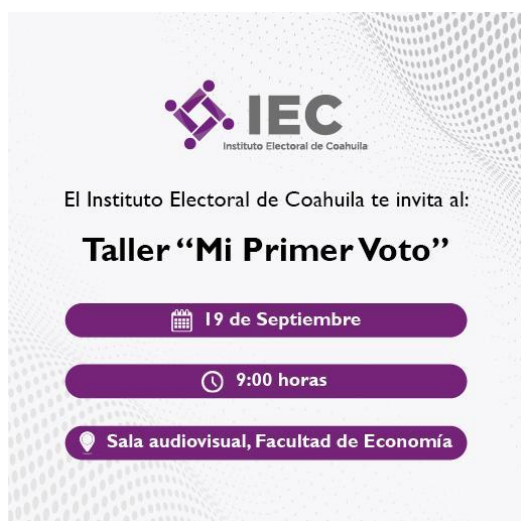 IEC
Instituto Electoral de Coahuila
El Instituto Electoral de Coahuila te invita al:
Taller “Mi Primer Voto”
19 de Septiembre
9:00 horas
Sala audiovisual, Facultad de Economía